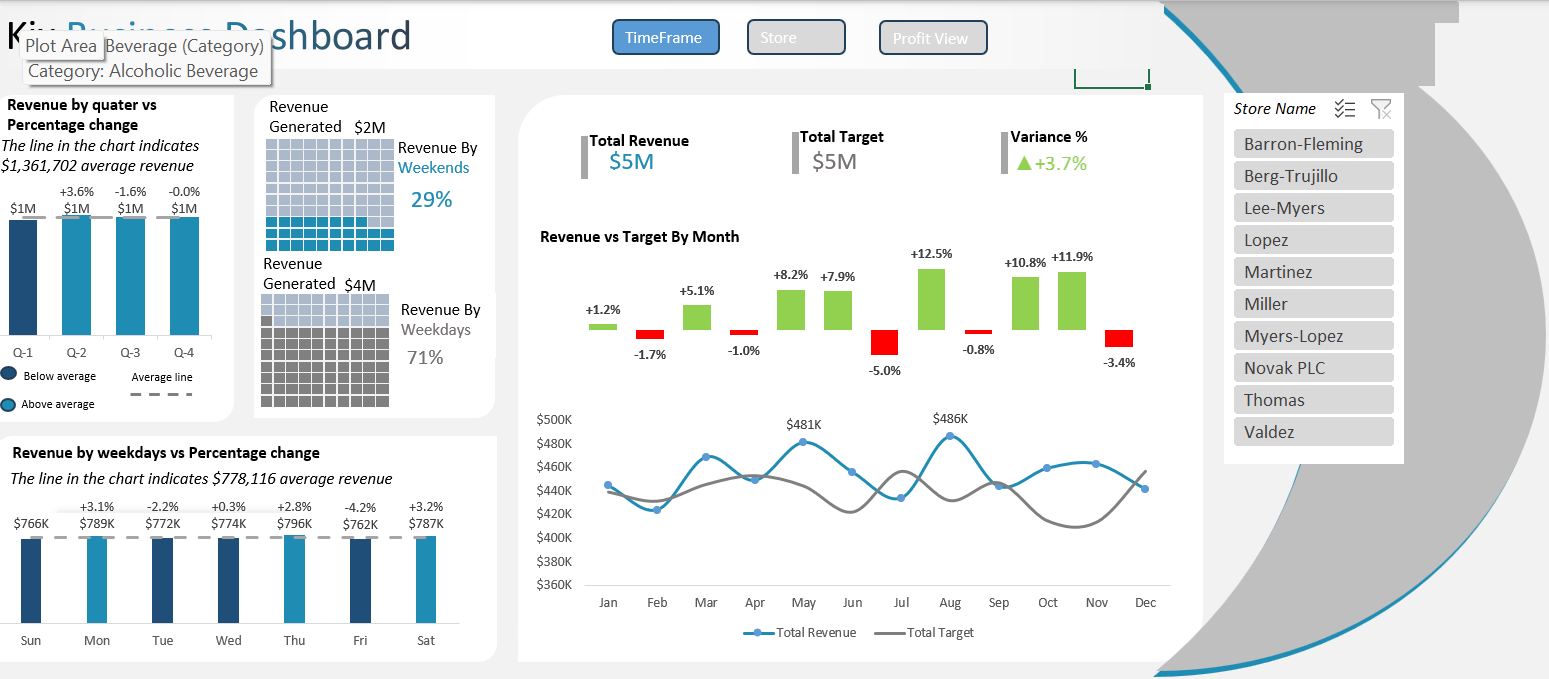 Dashboard
Plot Area
Beverage (Category)
Category: Alcoholic Beverage
TimeFrame
Store
Profit View
Revenue by quater vs
Percentage change
The line in the chart indicates
$1,361,702 average revenue
+3.6% -1.6% -0.0%
$1M $1M $1M $1M
Q-1 Q-2 Q-3 Q-4
Below average
Average line
Above average
Revenue
Generated $2M
Revenue By
Weekends
29%
Revenue
Generated $4M
Revenue By
Weekdays
71%
Revenue by weekdays vs Percentage change
The line in the chart indicates $778,116 average revenue
+3.1% -2.2% +0.3% +2.8% -4.2% +3.2%
$766K $789K $772K $774K $796K $762K $787K
Sun Mon Tue Wed Thu Fri Sat
Total Revenue
$5M
Total Target
$5M
Variance %
▲+3.7%
Revenue vs Target By Month
+1.2% -1.7% +5.1% -1.0% +8.2% +7.9% -5.0% +12.5% -0.8% +10.8% +11.9% -3.4%
$500K
$480K
$460K
$440K
$420K
$400K
$380K
$360K
$481K
$486K
Jan Feb Mar Apr May Jun Jul Aug Sep Oct Nov Dec
Total Revenue Total Target
Store Name
Barron-Fleming
Berg-Trujillo
Lee-Myers
Lopez
Martinez
Miller
Myers-Lopez
Novak PLC
Thomas
Valdez